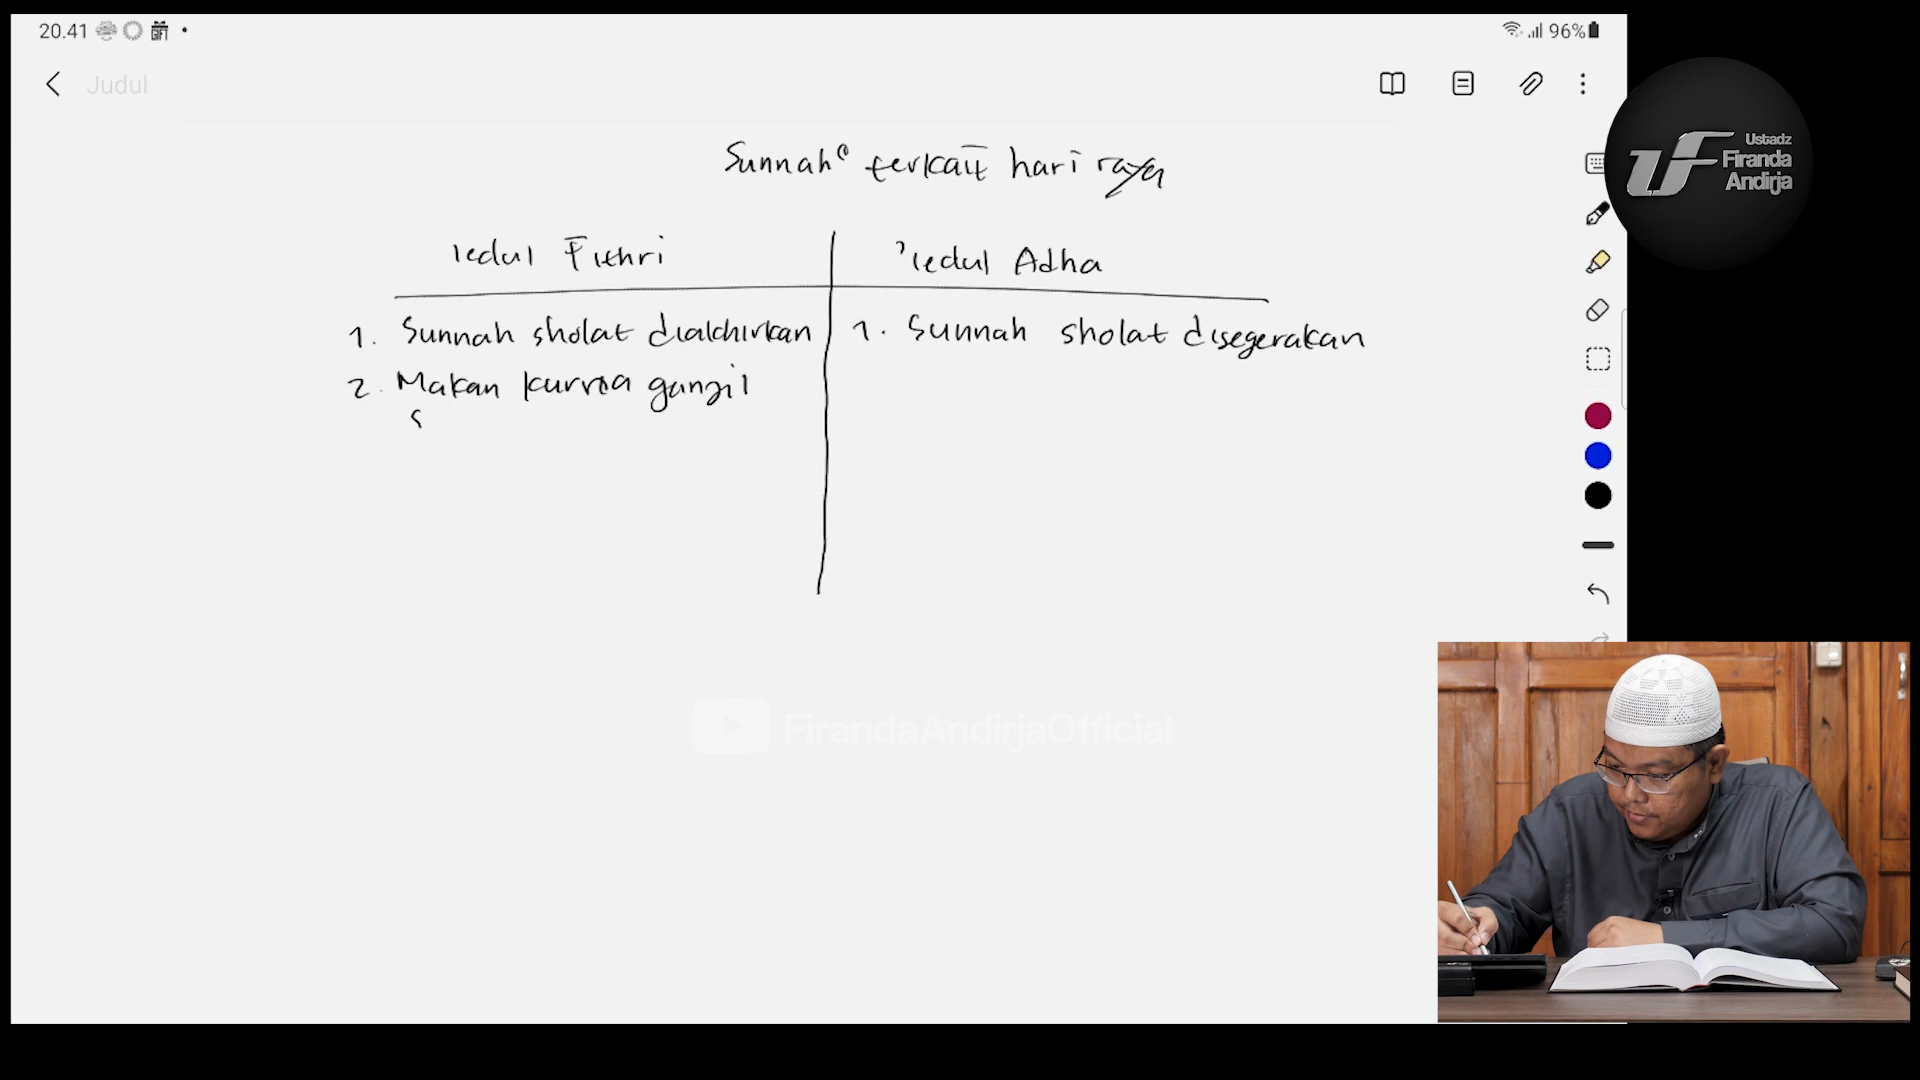 20.41
GIFT
96%
Judul
Ustadz
Firanda
Andirja
Sunnah² terkait hari raya
Iedul Fithri
'Iedul Adha
1. Sunnah sholat diakhirkan
1. Sunnah sholat disegerakan
2. Makan kurma ganjil
S
FirandaAndirjaOfficial